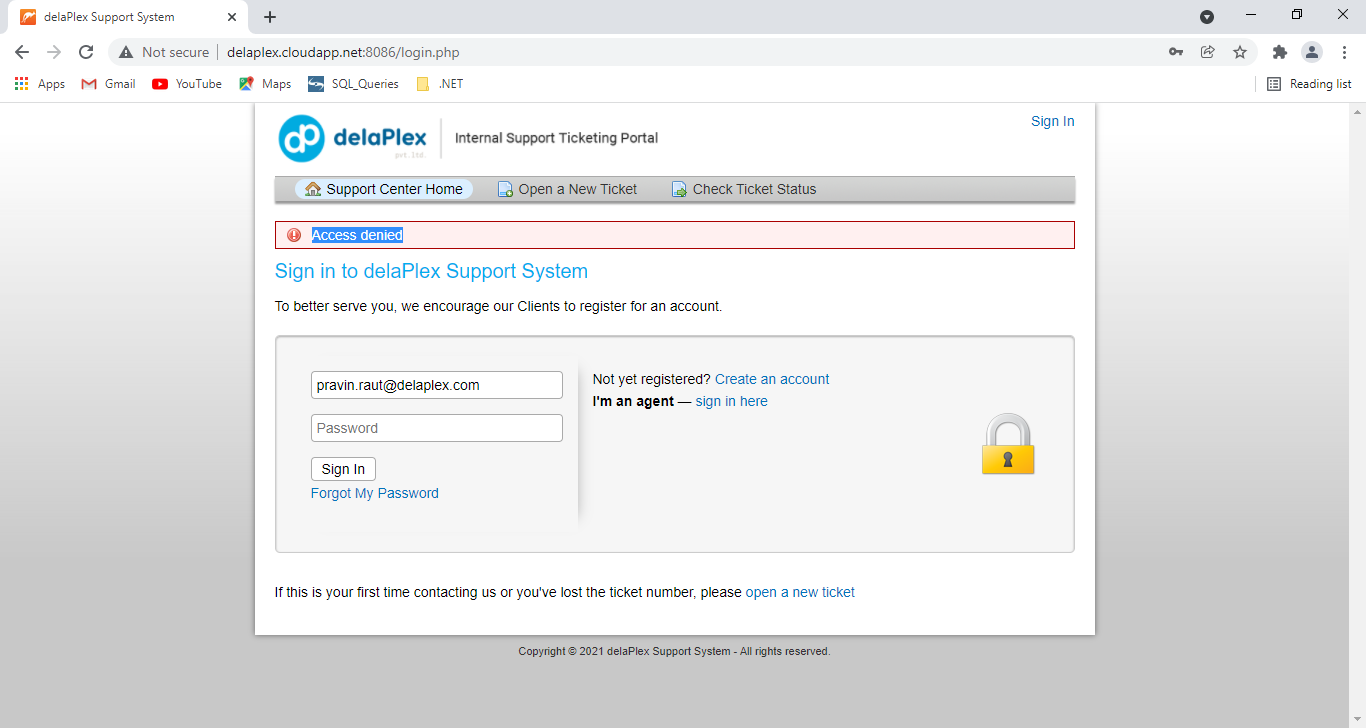 delaPlex Support System
Not secure delaplex.cloudapp.net:8086/login.php
Apps Gmail YouTube Maps SQL_Queries .NET Reading list
Sign In
dp delaPlex Internal Support Ticketing Portal
pvt. ltd.
Support Center Home Open a New Ticket Check Ticket Status
Access denied
Sign in to delaPlex Support System
To better serve you, we encourage our Clients to register for an account.
pravin.raut@delaplex.com
Not yet registered? Create an account
I'm an agent — sign in here
Password
Sign In
Forgot My Password
If this is your first time contacting us or you've lost the ticket number, please open a new ticket
Copyright © 2021 delaPlex Support System - All rights reserved.